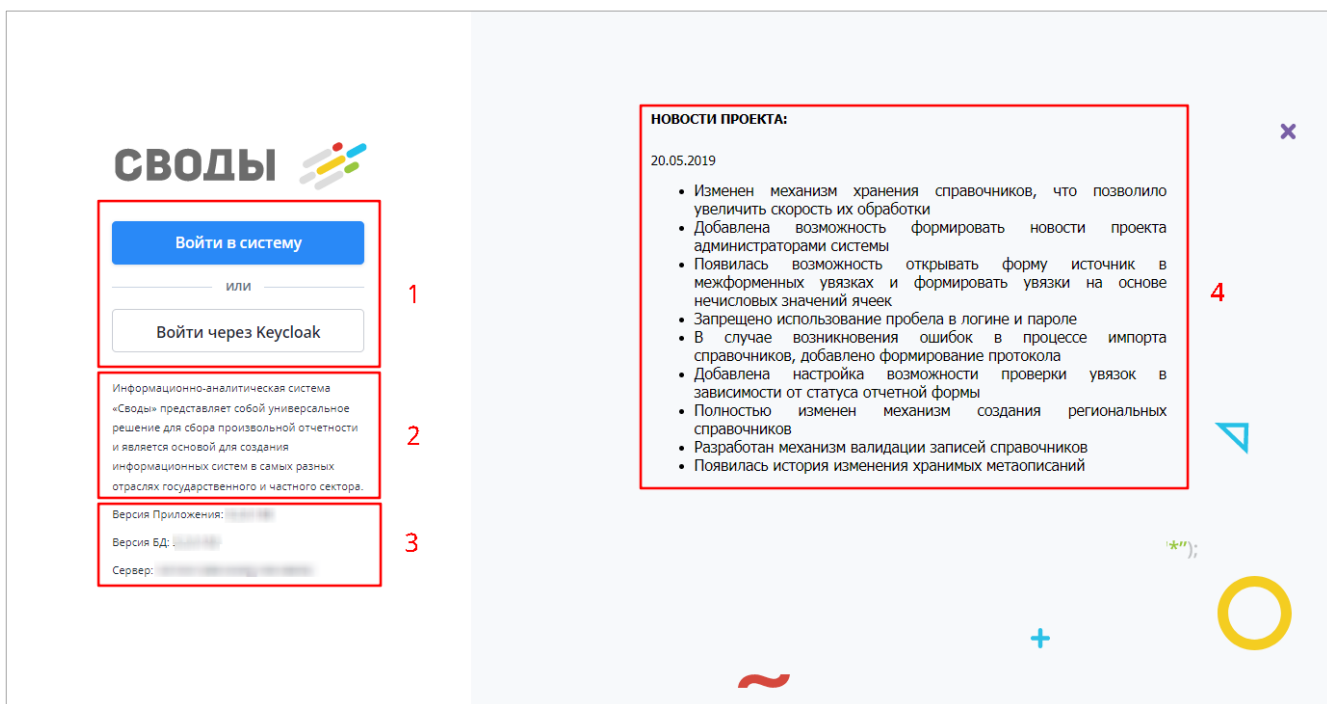 СВОДЫ
Войти в систему
или
Войти через Keycloak
1
Информационно-аналитическая система
«Своды» представляет собой универсальное
решение для сбора произвольной отчетности
и является основой для создания
информационных систем в самых разных
отраслях государственного и частного сектора.
2
Версия Приложения:
Версия БД:
Сервер:
3
НОВОСТИ ПРОЕКТА:
20.05.2019
• Изменен механизм хранения справочников, что позволило
увеличить скорость их обработки
• Добавлена возможность формировать новости проекта
администраторами системы
• Появилась возможность открывать форму источник в
межформенных увязках и формировать увязки на основе
нечисловых значений ячеек
• Запрещено использование пробела в логине и пароле
• В случае возникновения ошибок в процессе импорта
справочников, добавлено формирование протокола
• Добавлена настройка возможности проверки увязок в
зависимости от статуса отчетной формы
• Полностью изменен механизм создания региональных
справочников
• Разработан механизм валидации записей справочников
• Появилась история изменения хранимых метаописаний
4
*");